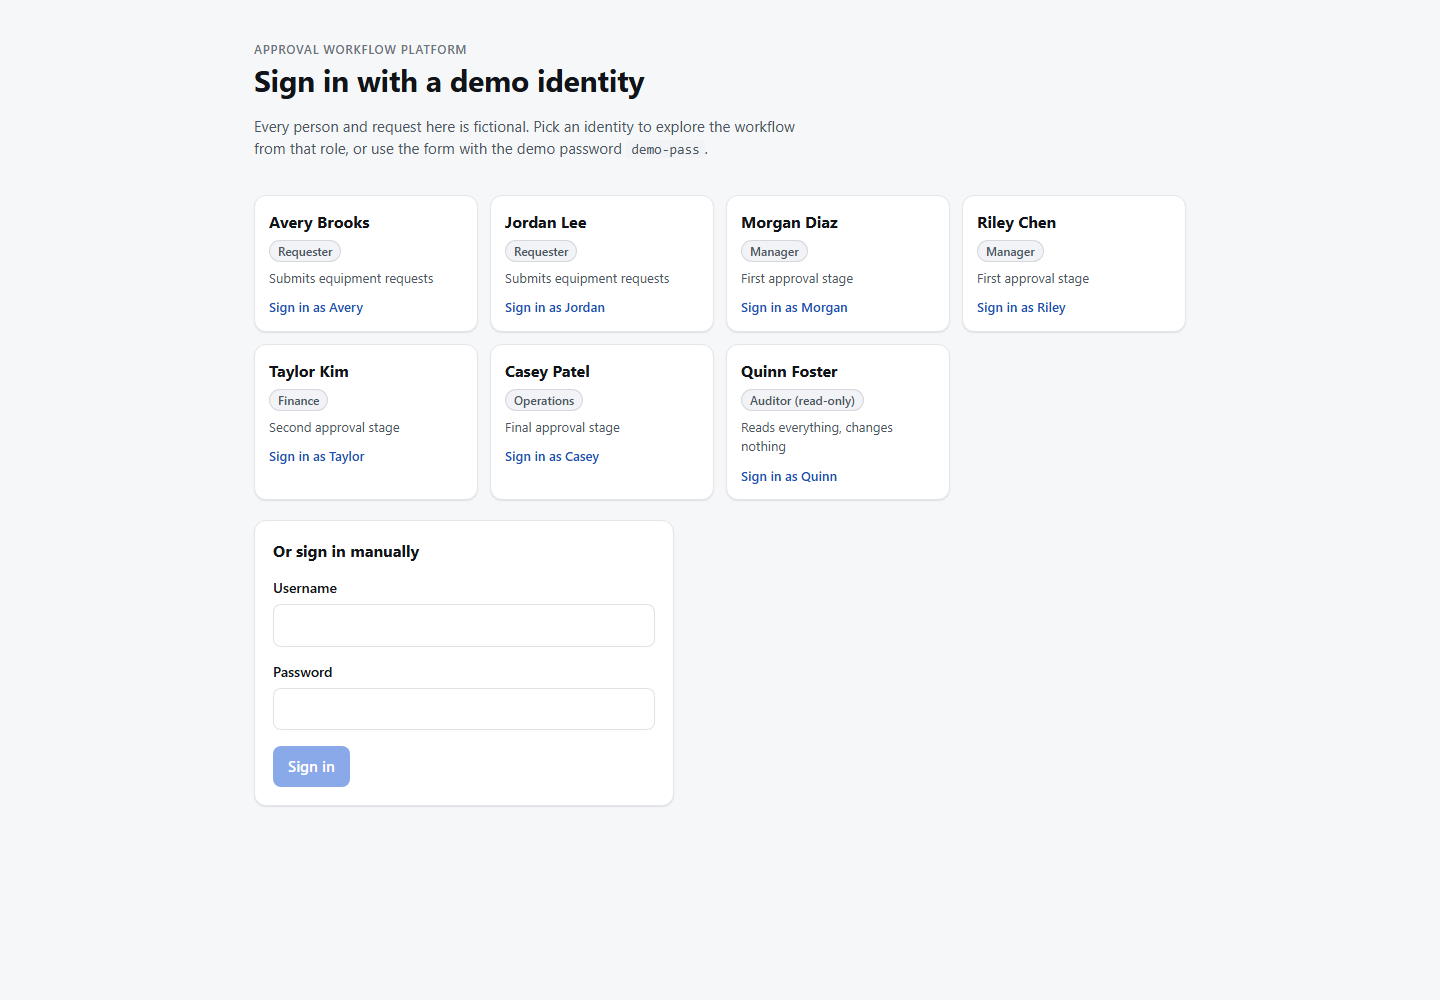 APPROVAL WORKFLOW PLATFORM
Sign in with a demo identity
Every person and request here is fictional. Pick an identity to explore the workflow
from that role, or use the form with the demo password demo-pass.
Avery Brooks
Requester
Submits equipment requests
Sign in as Avery
Jordan Lee
Requester
Submits equipment requests
Sign in as Jordan
Morgan Diaz
Manager
First approval stage
Sign in as Morgan
Riley Chen
Manager
First approval stage
Sign in as Riley
Taylor Kim
Finance
Second approval stage
Sign in as Taylor
Casey Patel
Operations
Final approval stage
Sign in as Casey
Quinn Foster
Auditor (read-only)
Reads everything, changes
nothing
Sign in as Quinn
Or sign in manually
Username
Password
Sign in